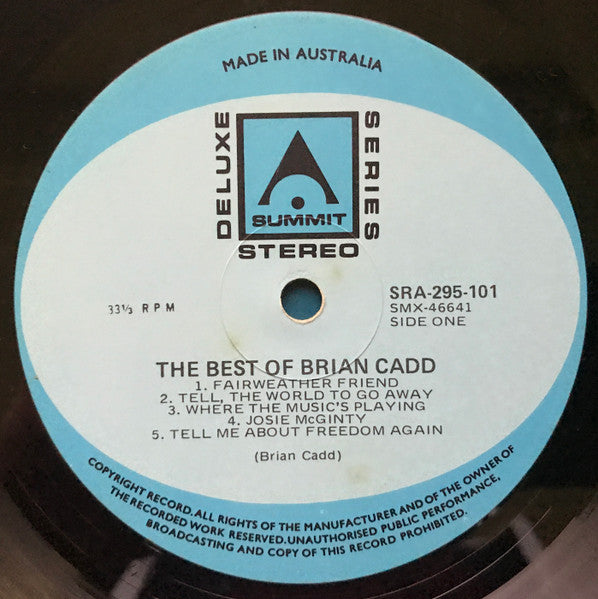 MADE IN AUSTRALIA
DELUXE
SERIES
SUMMIT
STEREO
33⅓ RPM
SRA-295-101
SMX-46641
SIDE ONE
THE BEST OF BRIAN CADD
1. FAIRWEATHER FRIEND
2. TELL, THE WORLD TO GO AWAY
3. WHERE THE MUSIC'S PLAYING
4. JOSIE McGINTY
5. TELL ME ABOUT FREEDOM AGAIN
(Brian Cadd)
COPYRIGHT RECORD.ALL RIGHTS OF THE MANUFACTURER AND OF THE OWNER OF
THE RECORDED WORK RESERVED.UNAUTHORISED PUBLIC PERFORMANCE,
BROADCASTING AND COPY OF THIS RECORD PROHIBITED.